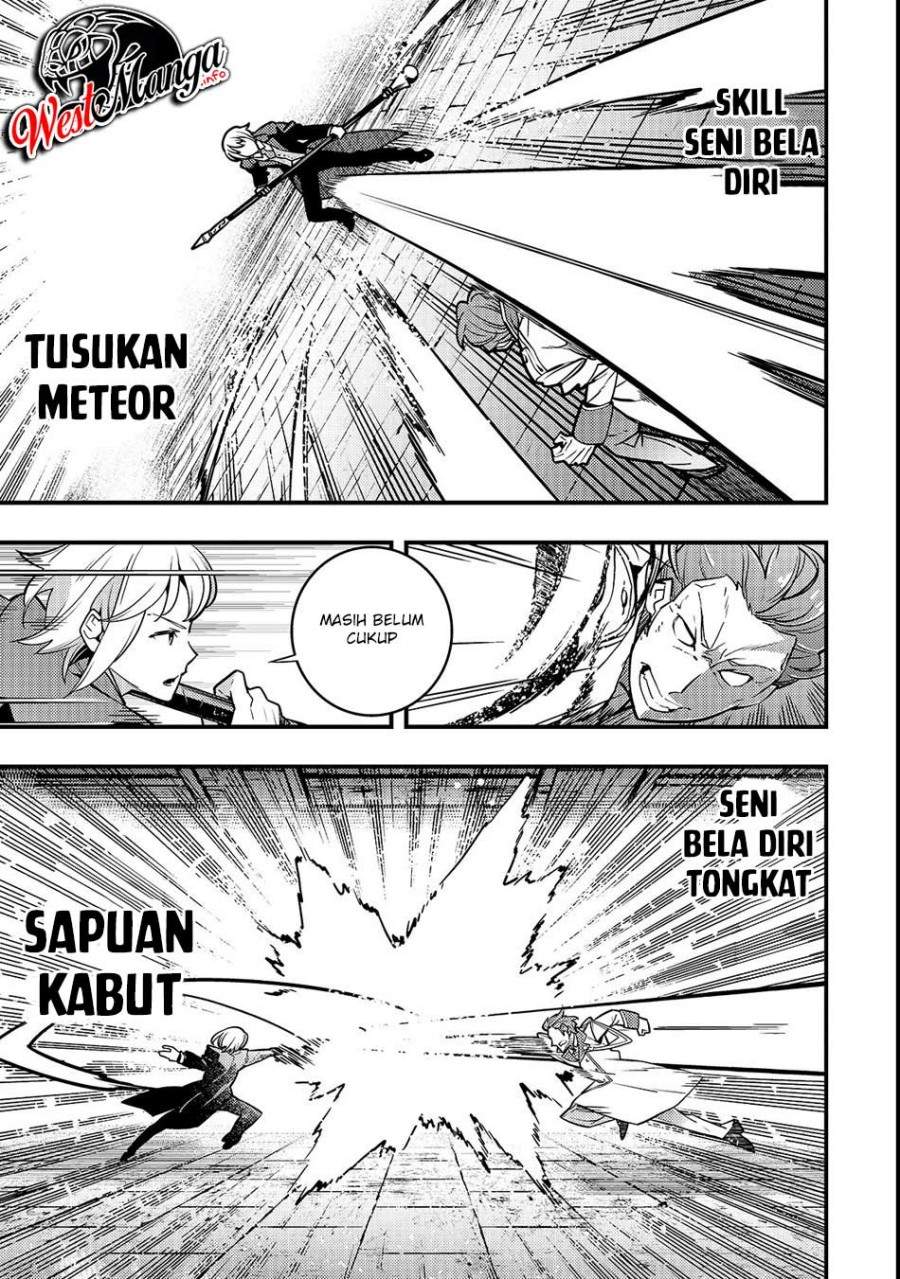 WestManga
.info
SKILL
SENI BELA
DIRI
TUSUKAN
METEOR
MASIH BELUM
CUKUP
SENI
BELA DIRI
TONGKAT
SAPUAN
KABUT